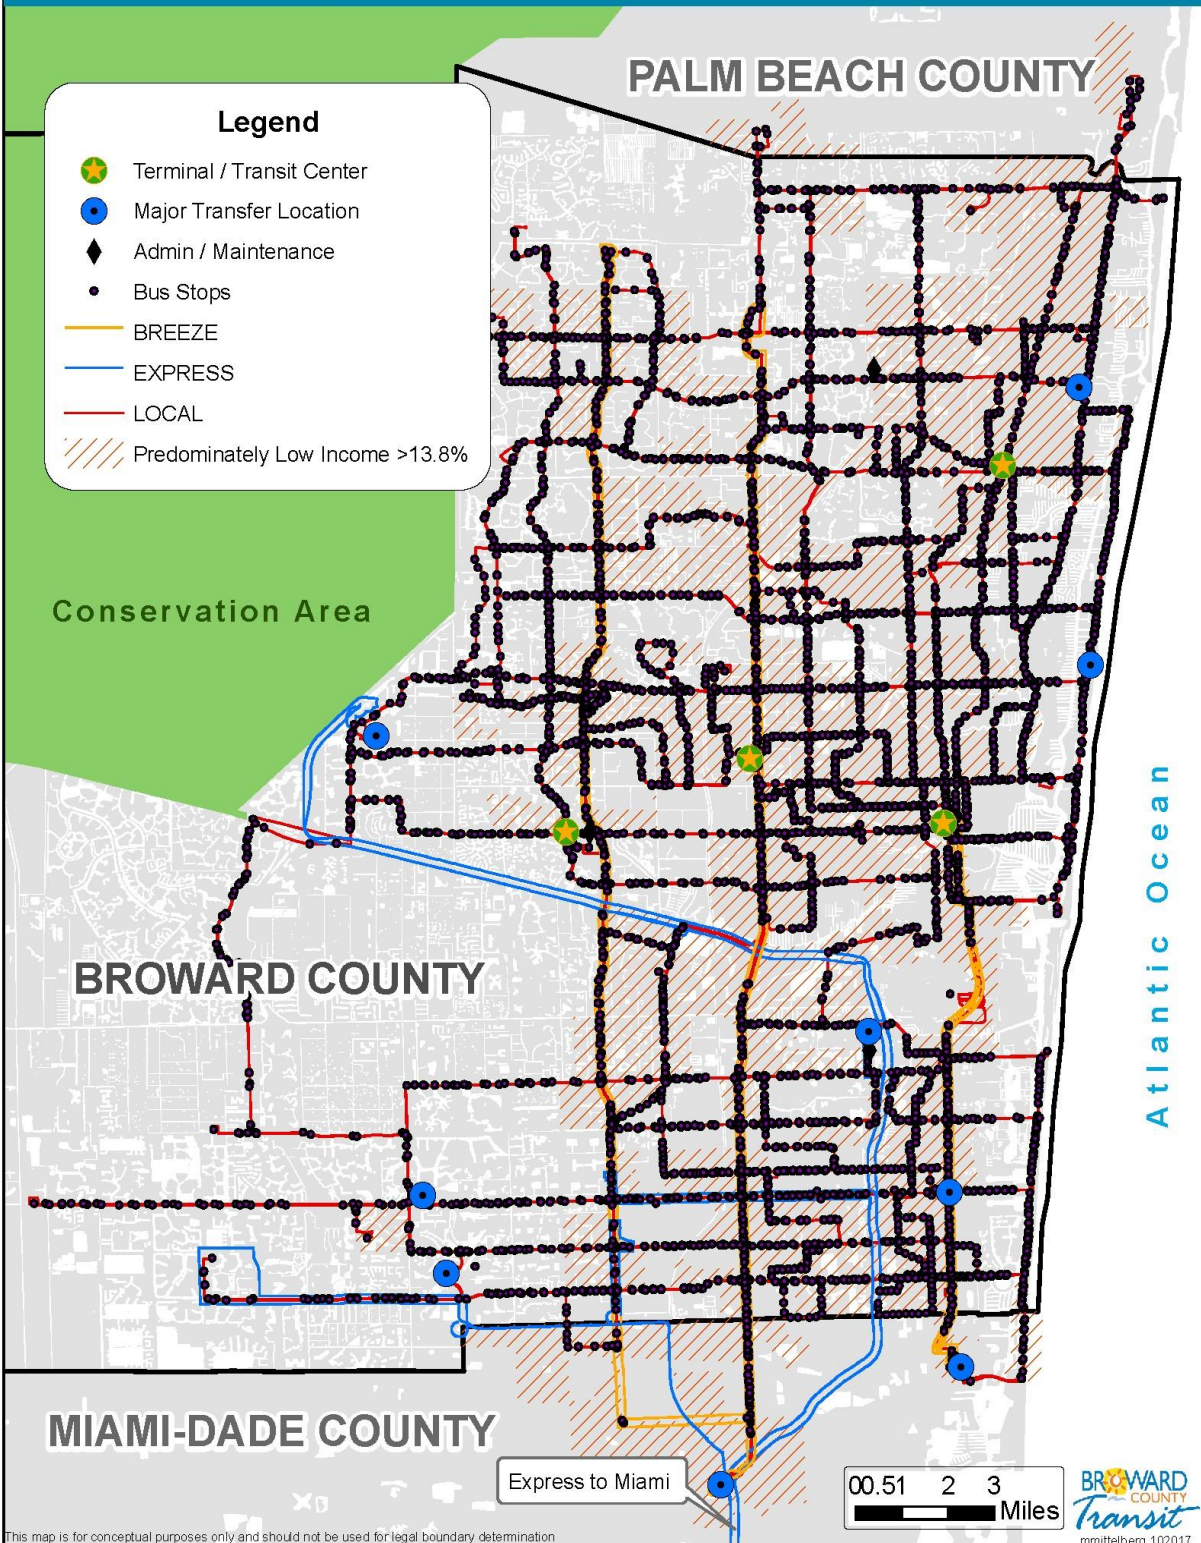 PALM BEACH COUNTY
Legend
Terminal / Transit Center
Major Transfer Location
Admin / Maintenance
Bus Stops
BREEZE
EXPRESS
LOCAL
Predominately Low Income >13.8%
Conservation Area
Atlantic Ocean
BROWARD COUNTY
MIAMI-DADE COUNTY
Express to Miami
00.51 2 3
Miles
BROWARD
COUNTY
Transit
This map is for conceptual purposes only and should not be used for legal boundary determination
mmittelberg 102017